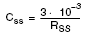 C_ss = 3 · 10^-3 / R_SS